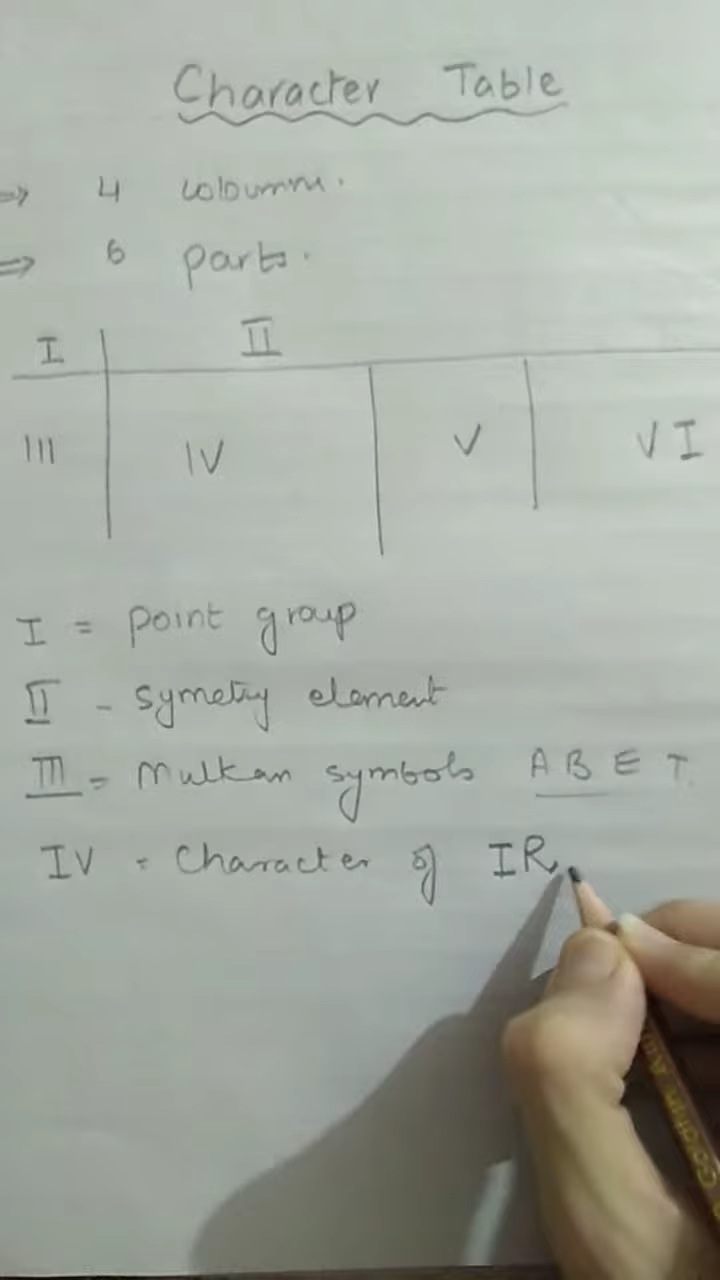 Character Table
⇒ 4 coloumns.
⇒ 6 parts.
I II
III IV V VI
I = point group
II - symetry element
III = Mulkan symbols A B E T
IV = Character of IR